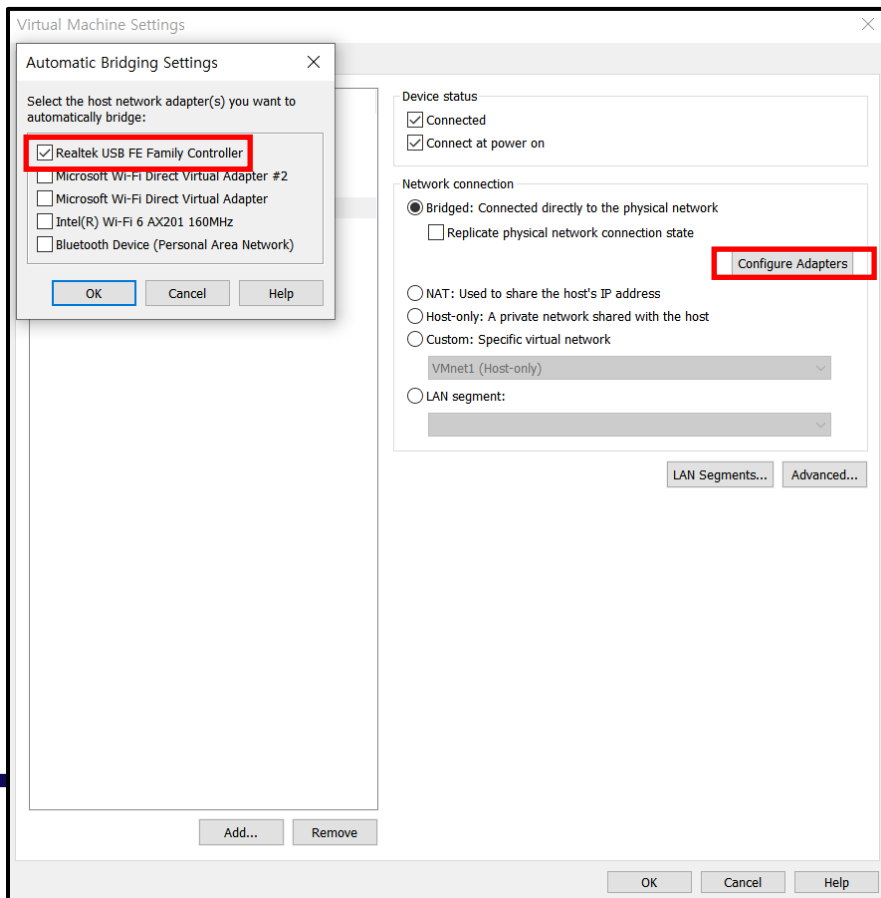 Virtual Machine Settings
Automatic Bridging Settings
Select the host network adapter(s) you want to
automatically bridge:
Realtek USB FE Family Controller
Microsoft Wi-Fi Direct Virtual Adapter #2
Microsoft Wi-Fi Direct Virtual Adapter
Intel(R) Wi-Fi 6 AX201 160MHz
Bluetooth Device (Personal Area Network)
OK
Cancel
Help
Device status
Connected
Connect at power on
Network connection
Bridged: Connected directly to the physical network
Replicate physical network connection state
Configure Adapters
NAT: Used to share the host's IP address
Host-only: A private network shared with the host
Custom: Specific virtual network
VMnet1 (Host-only)
LAN segment:
LAN Segments...
Advanced...
Add...
Remove
OK
Cancel
Help